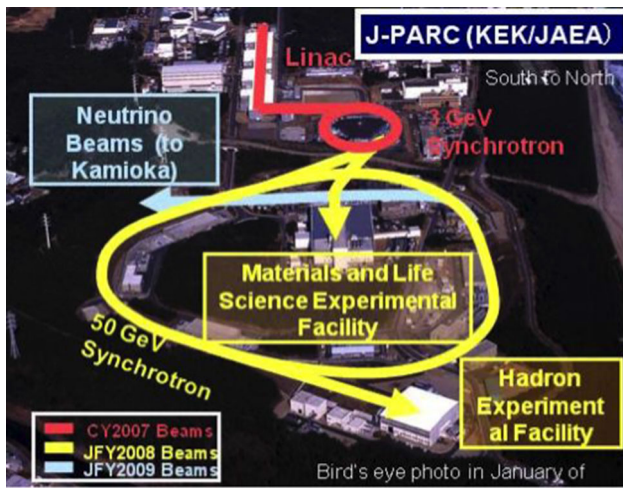 J-PARC (KEK/JAEA)
Linac
South to North
Neutrino
Beams (to
Kamioka)
3 GeV
Synchrotron
Materials and Life
Science Experimental
Facility
50 GeV
Synchrotron
Hadron
Experiment
al Facility
CY2007 Beams
JFY2008 Beams
JFY2009 Beams
Bird's eye photo in January of